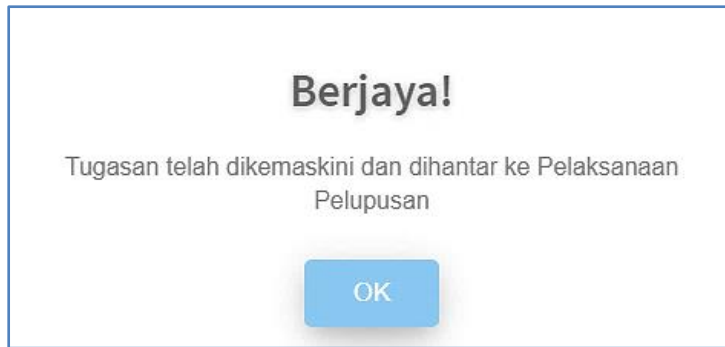 Berjaya!
Tugasan telah dikemaskini dan dihantar ke Pelaksanaan
Pelupusan
OK